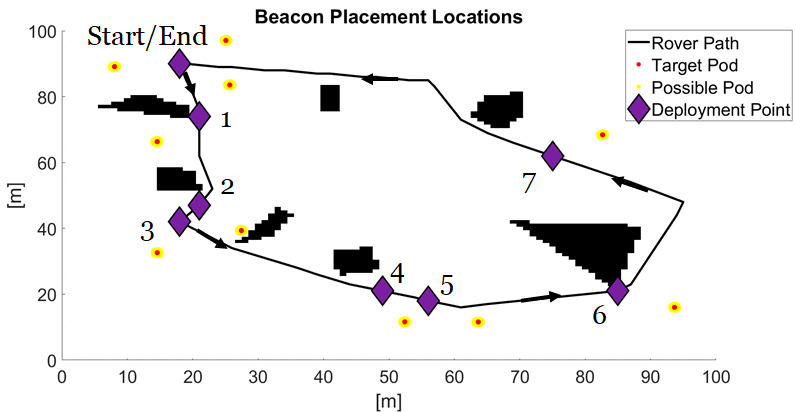 Beacon Placement Locations
Start/End
Rover Path
Target Pod
Possible Pod
Deployment Point
1
2
3
4
5
6
7
100
80
60
40
20
0
[m]
0 10 20 30 40 50 60 70 80 90 100
[m]